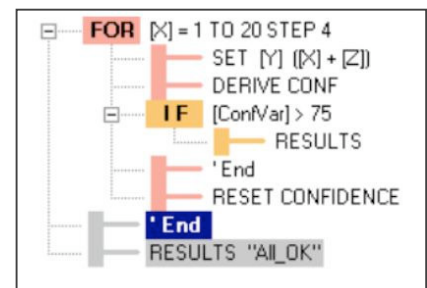 FOR [X] = 1 TO 20 STEP 4
SET [Y] ([X] + [Z])
DERIVE CONF
IF [ConfVar] > 75
RESULTS
' End
RESET CONFIDENCE
' End
RESULTS "All_OK"